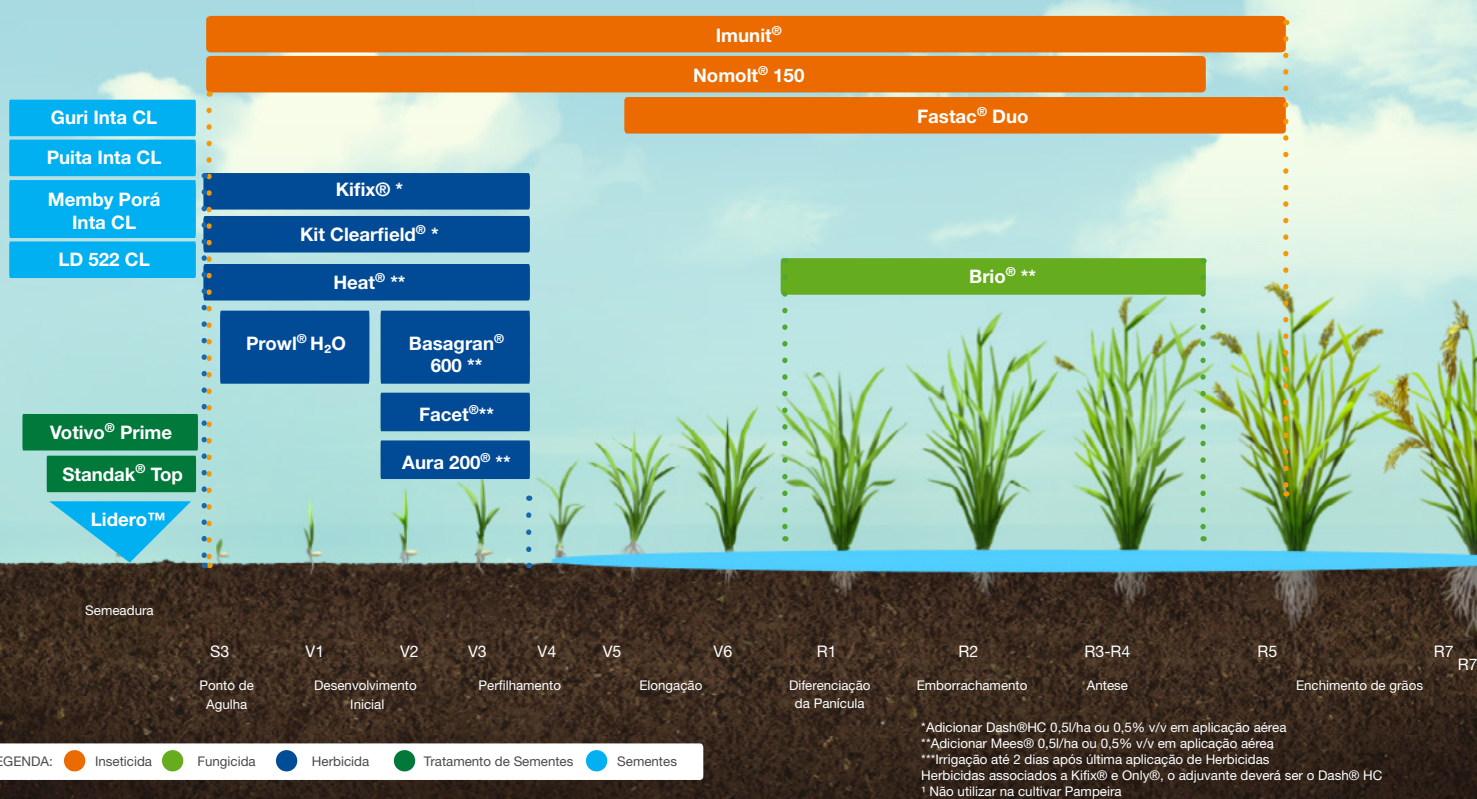 Imunit®
Nomolt® 150
Fastac® Duo
Guri Inta CL
Puita Inta CL
Memby Porá
Inta CL
LD 522 CL
Kifix® *
Kit Clearfield® *
Heat® **
Prowl® H₂O
Basagran®
600 **
Facet®**
Aura 200® **
Brio® **
Votivo® Prime
Standak® Top
Lidero™
Semeadura
S3 V1 V2 V3 V4 V5 V6 R1 R2 R3-R4 R5 R7
R7
Ponto de
Agulha
Desenvolvimento
Inicial
Perfilhamento
Elongação
Diferenciação
da Panícula
Emborrachamento
Antese
Enchimento de grãos
*Adicionar Dash®HC 0,5l/ha ou 0,5% v/v em aplicação aérea
**Adicionar Mees® 0,5l/ha ou 0,5% v/v em aplicação aérea
***Irrigação até 2 dias após última aplicação de Herbicidas
Herbicidas associados a Kifix® e Only®, o adjuvante deverá ser o Dash® HC
¹ Não utilizar na cultivar Pampeira
EGENDA: Inseticida Fungicida Herbicida Tratamento de Sementes Sementes